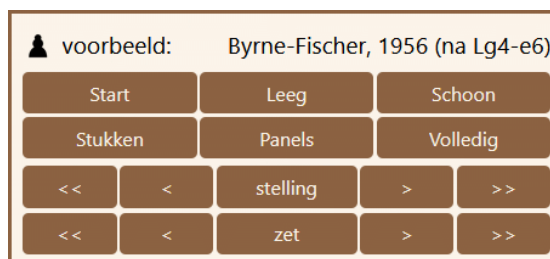 voorbeeld: Byrne-Fischer, 1956 (na Lg4-e6)
Start Leeg Schoon
Stukken Panels Volledig
<< < stelling > >>
<< < zet > >>